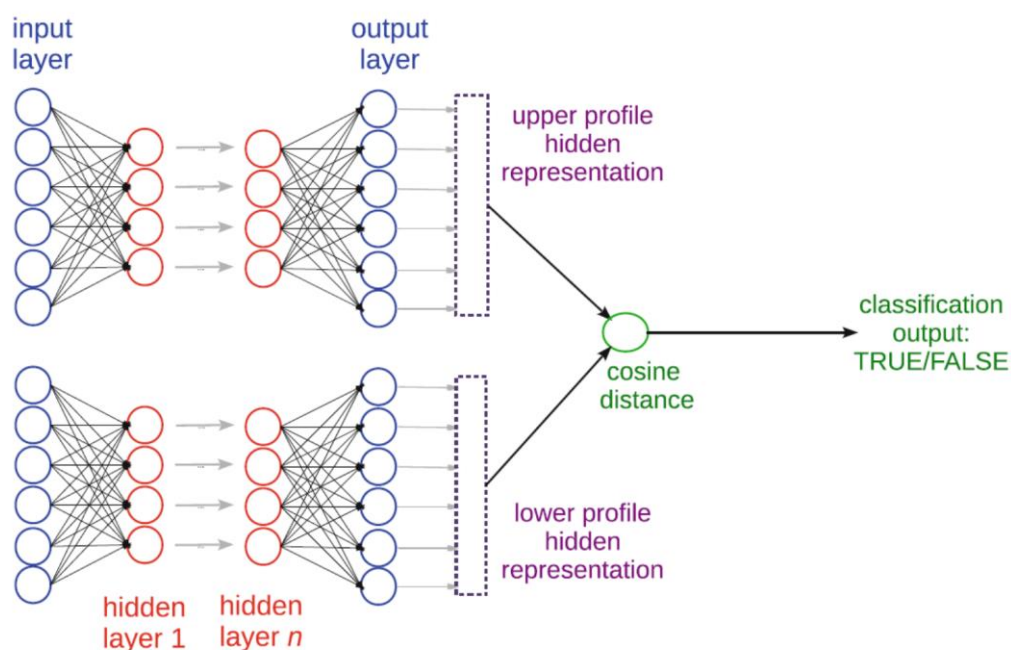 input
layer
output
layer
upper profile
hidden
representation
classification
output:
TRUE/FALSE
cosine
distance
lower profile
hidden
representation
hidden
layer 1
hidden
layer n